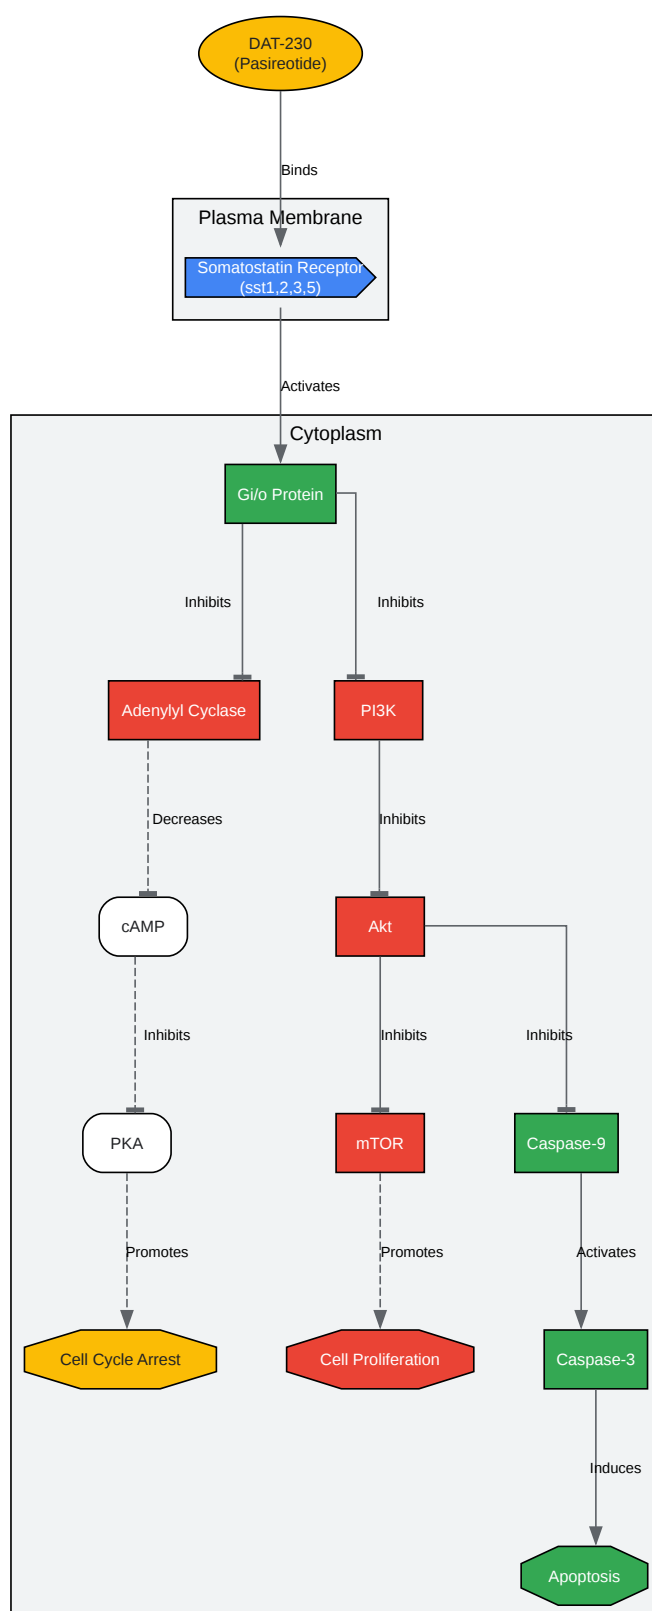 DAT-230
(Pasireotide)
Binds
Plasma Membrane
Somatostatin Receptor
(sst1,2,3,5)
Activates
Cytoplasm
Gi/o Protein
Inhibits
Inhibits
Adenylyl Cyclase
PI3K
Decreases
Inhibits
cAMP
Akt
Inhibits
Inhibits
Inhibits
PKA
mTOR
Caspase-9
Promotes
Promotes
Activates
Cell Cycle Arrest
Cell Proliferation
Caspase-3
Induces
Apoptosis